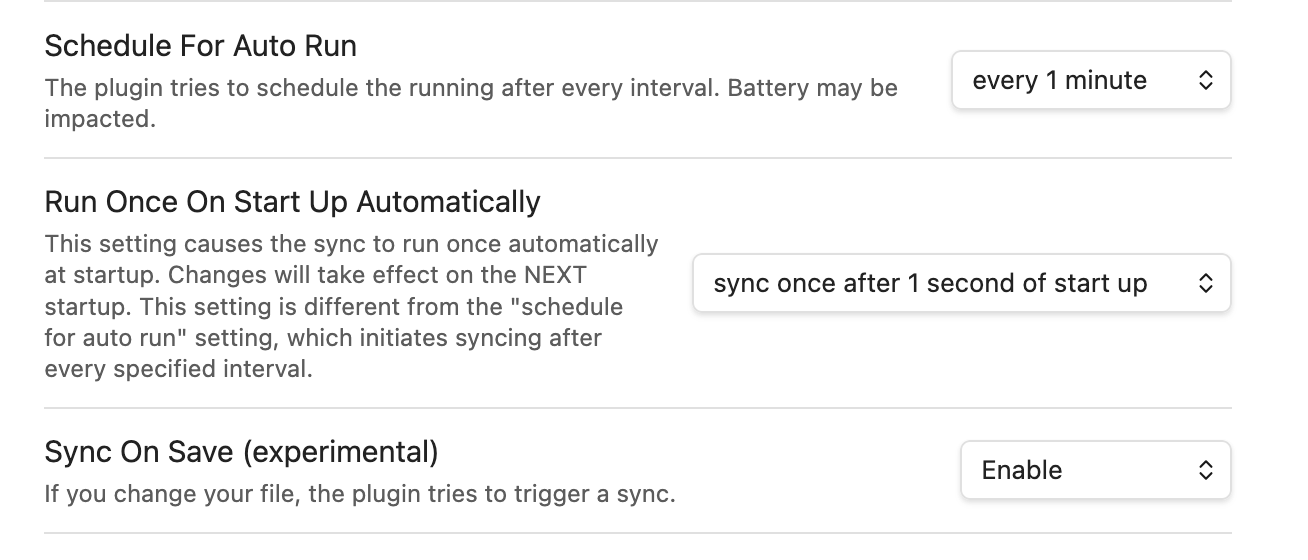 Schedule For Auto Run
The plugin tries to schedule the running after every interval. Battery may be
impacted.
every 1 minute
Run Once On Start Up Automatically
This setting causes the sync to run once automatically
at startup. Changes will take effect on the NEXT
startup. This setting is different from the "schedule
for auto run" setting, which initiates syncing after
every specified interval.
sync once after 1 second of start up
Sync On Save (experimental)
If you change your file, the plugin tries to trigger a sync.
Enable